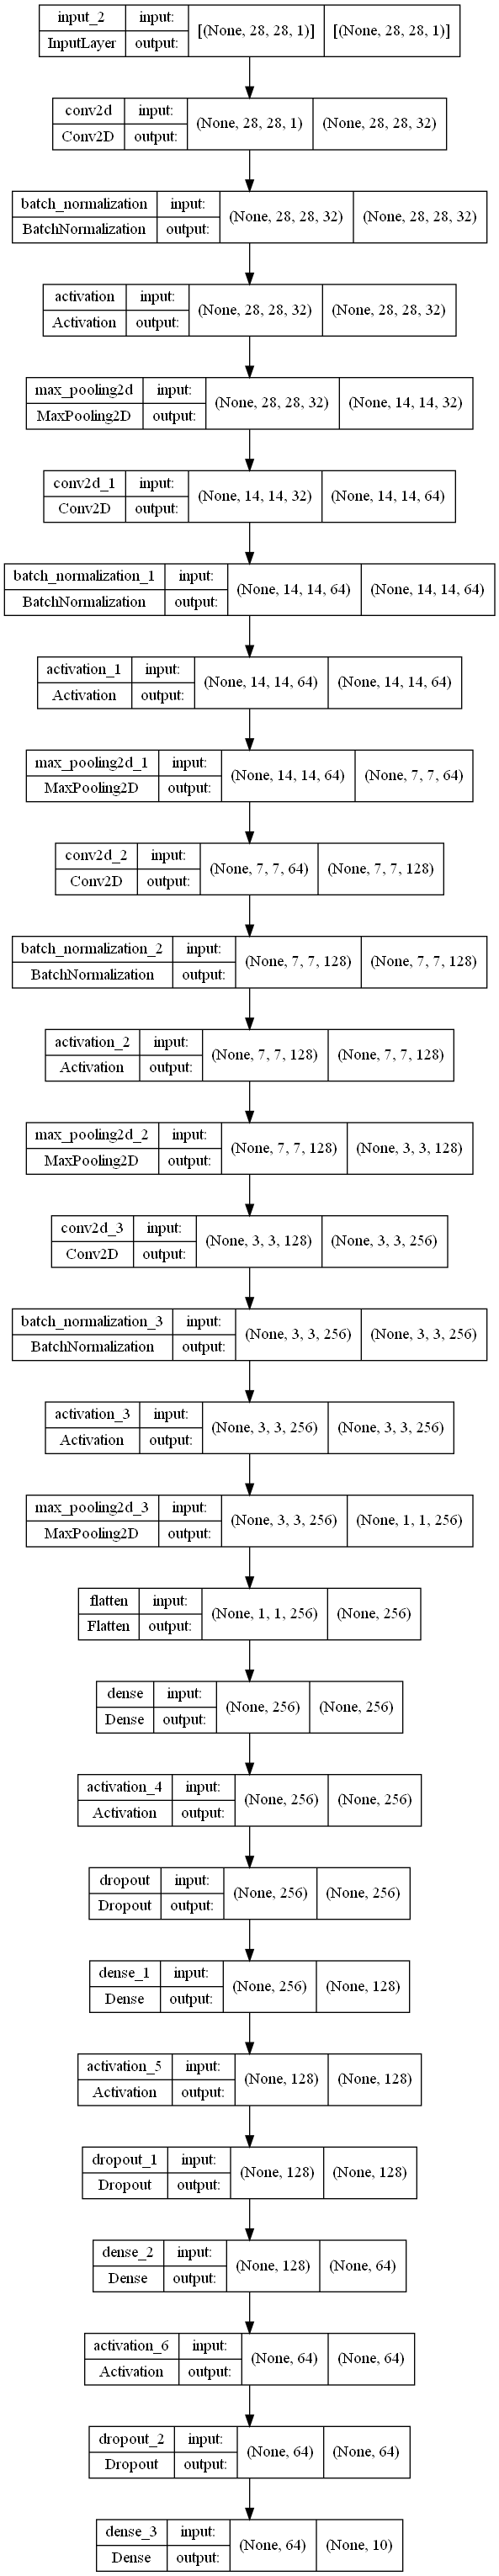 input_2 input: [(None, 28, 28, 1)] [(None, 28, 28, 1)]
InputLayer output:
conv2d input: (None, 28, 28, 1) (None, 28, 28, 32)
Conv2D output:
batch_normalization input: (None, 28, 28, 32) (None, 28, 28, 32)
BatchNormalization output:
activation input: (None, 28, 28, 32) (None, 28, 28, 32)
Activation output:
max_pooling2d input: (None, 28, 28, 32) (None, 14, 14, 32)
MaxPooling2D output:
conv2d_1 input: (None, 14, 14, 32) (None, 14, 14, 64)
Conv2D output:
batch_normalization_1 input: (None, 14, 14, 64) (None, 14, 14, 64)
BatchNormalization output:
activation_1 input: (None, 14, 14, 64) (None, 14, 14, 64)
Activation output:
max_pooling2d_1 input: (None, 14, 14, 64) (None, 7, 7, 64)
MaxPooling2D output:
conv2d_2 input: (None, 7, 7, 64) (None, 7, 7, 128)
Conv2D output:
batch_normalization_2 input: (None, 7, 7, 128) (None, 7, 7, 128)
BatchNormalization output:
activation_2 input: (None, 7, 7, 128) (None, 7, 7, 128)
Activation output:
max_pooling2d_2 input: (None, 7, 7, 128) (None, 3, 3, 128)
MaxPooling2D output:
conv2d_3 input: (None, 3, 3, 128) (None, 3, 3, 256)
Conv2D output:
batch_normalization_3 input: (None, 3, 3, 256) (None, 3, 3, 256)
BatchNormalization output:
activation_3 input: (None, 3, 3, 256) (None, 3, 3, 256)
Activation output:
max_pooling2d_3 input: (None, 3, 3, 256) (None, 1, 1, 256)
MaxPooling2D output:
flatten input: (None, 1, 1, 256) (None, 256)
Flatten output:
dense input: (None, 256) (None, 256)
Dense output:
activation_4 input: (None, 256) (None, 256)
Activation output:
dropout input: (None, 256) (None, 256)
Dropout output:
dense_1 input: (None, 256) (None, 128)
Dense output:
activation_5 input: (None, 128) (None, 128)
Activation output:
dropout_1 input: (None, 128) (None, 128)
Dropout output:
dense_2 input: (None, 128) (None, 64)
Dense output:
activation_6 input: (None, 64) (None, 64)
Activation output:
dropout_2 input: (None, 64) (None, 64)
Dropout output:
dense_3 input: (None, 64) (None, 10)
Dense output: